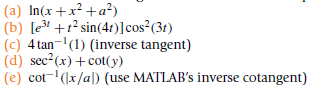 (a) ln(x + x² + a²)
(b) [e³ᵗ + t² sin(4t)] cos²(3t)
(c) 4 tan⁻¹(1) (inverse tangent)
(d) sec²(x) + cot(y)
(e) cot⁻¹(|x/a|) (use MATLAB's inverse cotangent)